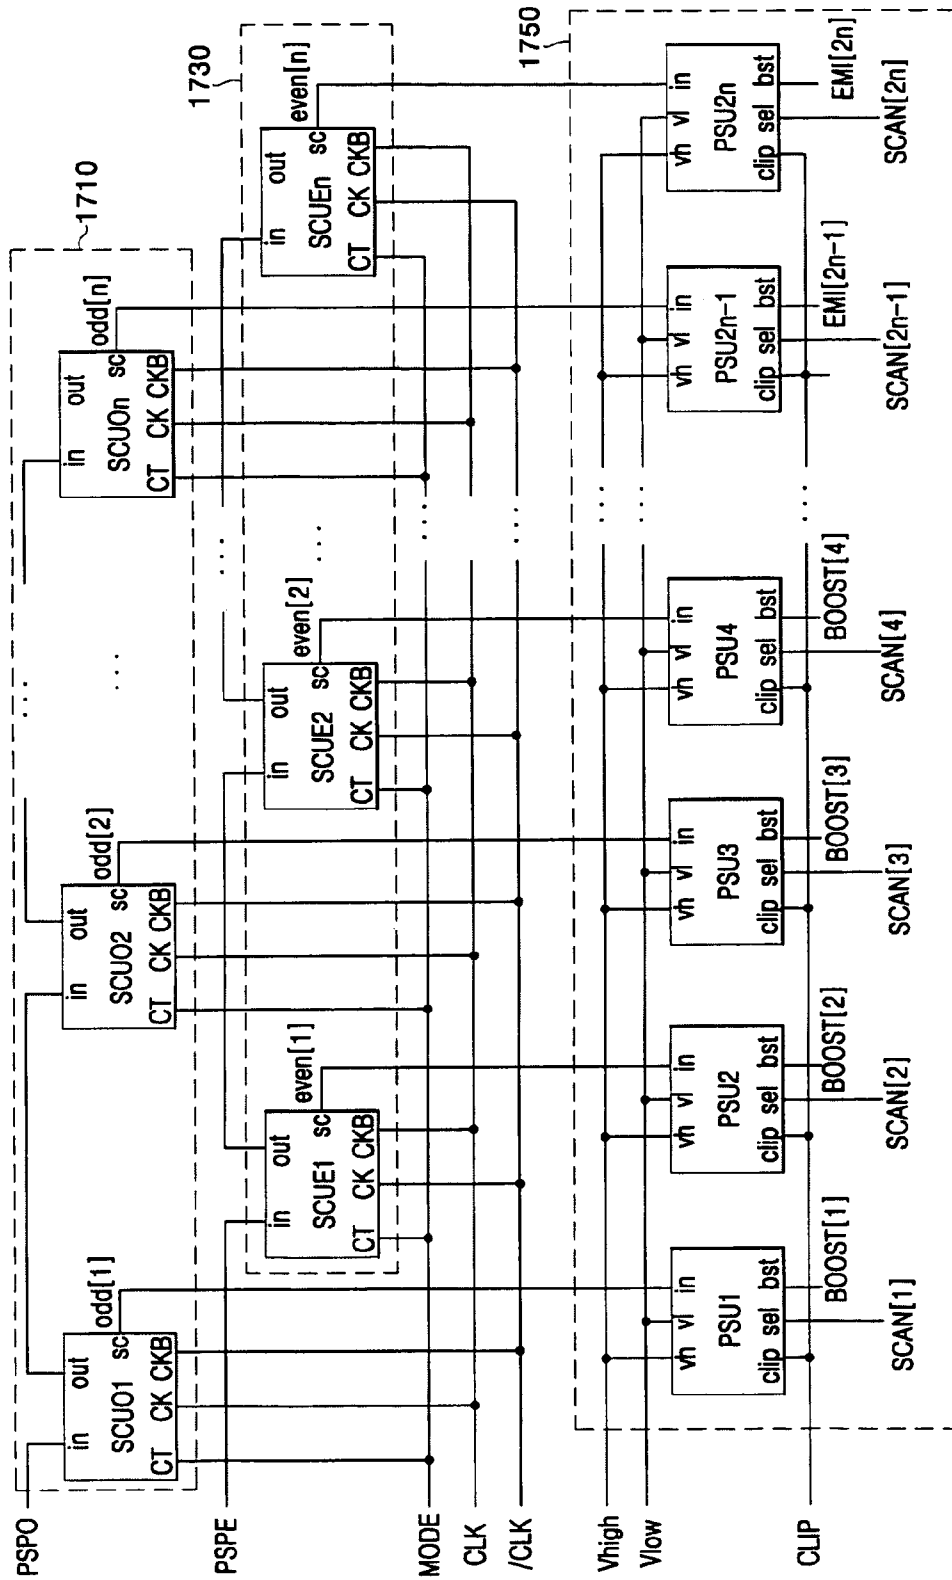 1710
in out
SCUO1
CT CK CKB
sc
odd[1]
in out
SCUO2
CT CK CKB
sc
odd[2]
...
...
in out
SCUOn
CT CK CKB
sc
odd[n]
1730
in out
SCUE1
CT CK CKB
sc
even[1]
in out
SCUE2
CT CK CKB
sc
even[2]
...
...
in out
SCUEn
CT CK CKB
sc
even[n]
PSPO
PSPE
MODE
CLK
/CLK
...
...
1750
Vhigh
Vlow
CLIP
...
...
...
vh vl in
PSU1
clip sel bst
BOOST[1]
SCAN[1]
vh vl in
PSU2
clip sel bst
BOOST[2]
SCAN[2]
vh vl in
PSU3
clip sel bst
BOOST[3]
SCAN[3]
vh vl in
PSU4
clip sel bst
BOOST[4]
SCAN[4]
vh vl in
PSU2n-1
clip sel bst
EMI[2n-1]
SCAN[2n-1]
vh vl in
PSU2n
clip sel bst
EMI[2n]
SCAN[2n]